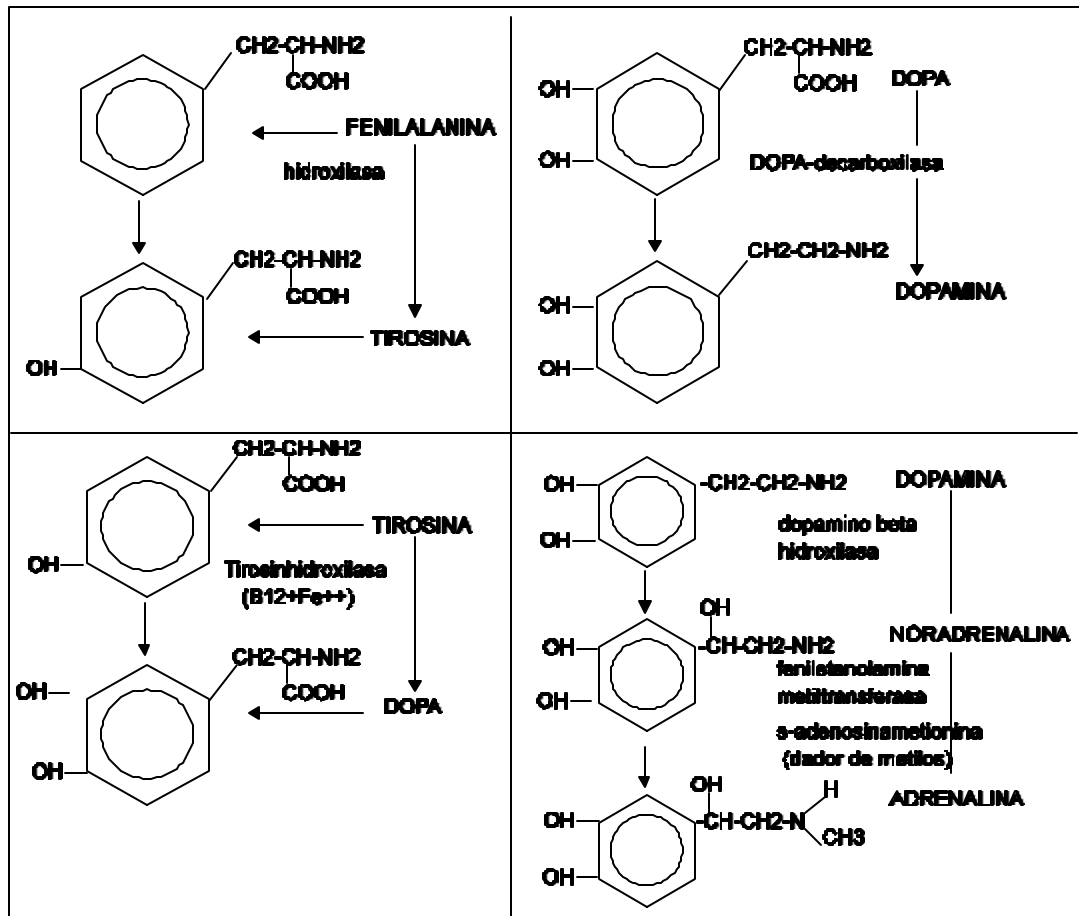 CH2-CH-NH2
COOH
FENILALANINA
hidroxilasa
CH2-CH-NH2
COOH
TIROSINA
OH
CH2-CH-NH2
COOH
DOPA
OH
OH
DOPA-decarboxilasa
CH2-CH2-NH2
DOPAMINA
OH
OH
CH2-CH-NH2
COOH
TIROSINA
OH
Tirosinhidroxilasa
(B12+Fe++)
CH2-CH-NH2
COOH
OH
DOPA
OH
OH
-CH2-CH2-NH2
DOPAMINA
OH
dopamino beta
hidroxilasa
OH
OH
-CH-CH2-NH2
NORADRENALINA
OH
feniletanolamina
metiltransferasa
s-adenosinametionina
(dador de metilos)
OH
H
ADRENALINA
OH
-CH-CH2-N
CH3
OH